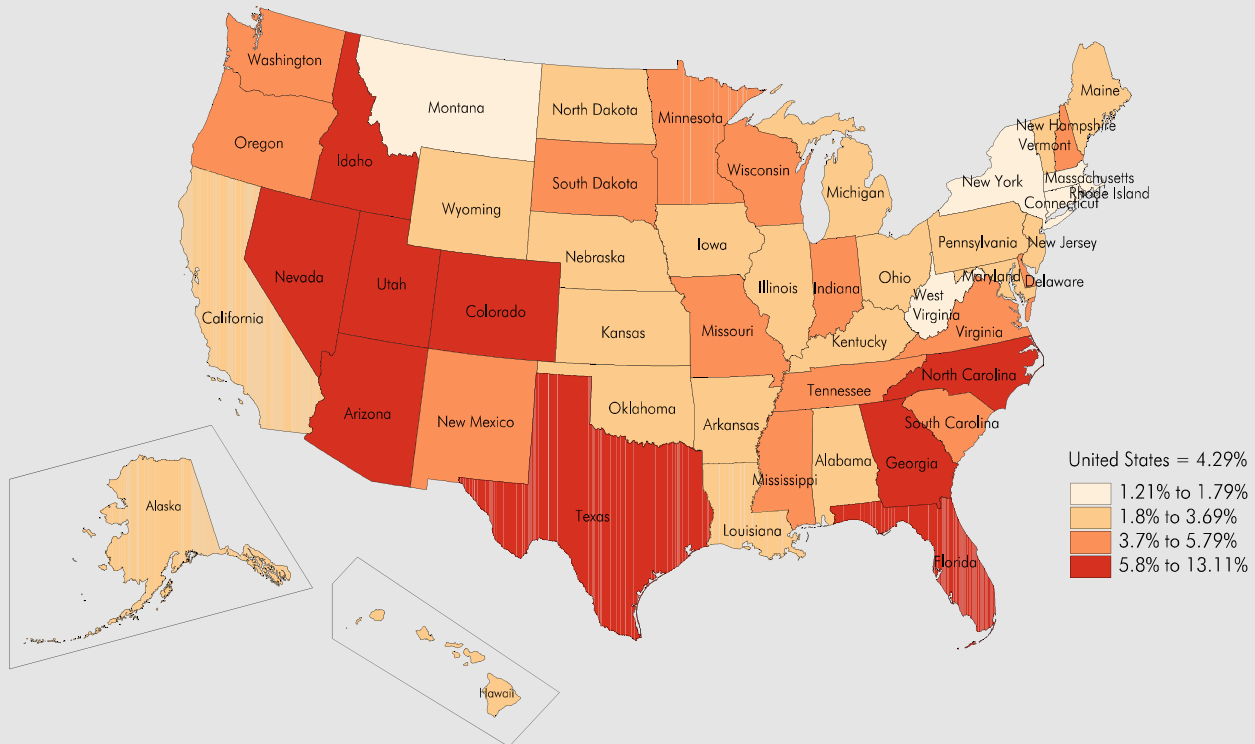 Washington
Oregon
Idaho
Montana
North Dakota
Minnesota
Maine
New Hampshire
Vermont
South Dakota
Wisconsin
Michigan
New York
Massachusetts
Rhode Island
Connecticut
Wyoming
Iowa
Pennsylvania
New Jersey
Nebraska
Nevada
Utah
Illinois
Indiana
Ohio
Maryland
Delaware
West
Virginia
California
Colorado
Kansas
Missouri
Kentucky
Virginia
North Carolina
Tennessee
Arizona
New Mexico
Oklahoma
Arkansas
South Carolina
Mississippi
Alabama
Georgia
Texas
Louisiana
Florida
Alaska
Hawaii
United States = 4.29%
1.21% to 1.79%
1.8% to 3.69%
3.7% to 5.79%
5.8% to 13.11%